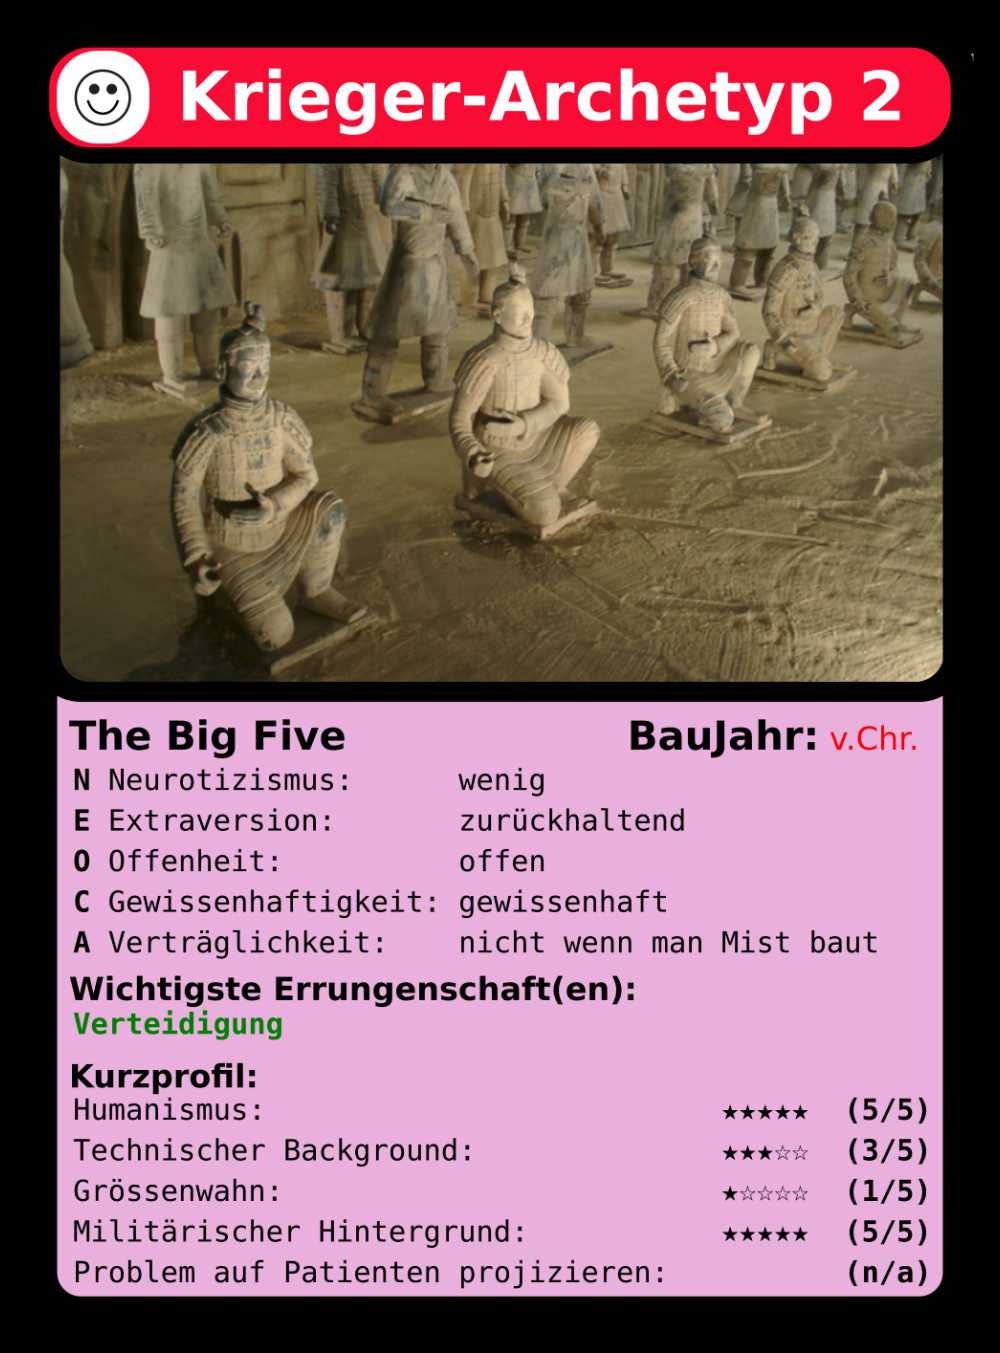 Krieger-Archetyp 2
The Big Five BauJahr: v.Chr.
N Neurotizismus: wenig
E Extraversion: zurückhaltend
O Offenheit: offen
C Gewissenhaftigkeit: gewissenhaft
A Verträglichkeit: nicht wenn man Mist baut
Wichtigste Errungenschaft(en):
Verteidigung
Kurzprofil:
Humanismus: ★★★★★ (5/5)
Technischer Background: ★★★☆☆ (3/5)
Grössenwahn: ★☆☆☆☆ (1/5)
Militärischer Hintergrund: ★★★★★ (5/5)
Problem auf Patienten projizieren: (n/a)